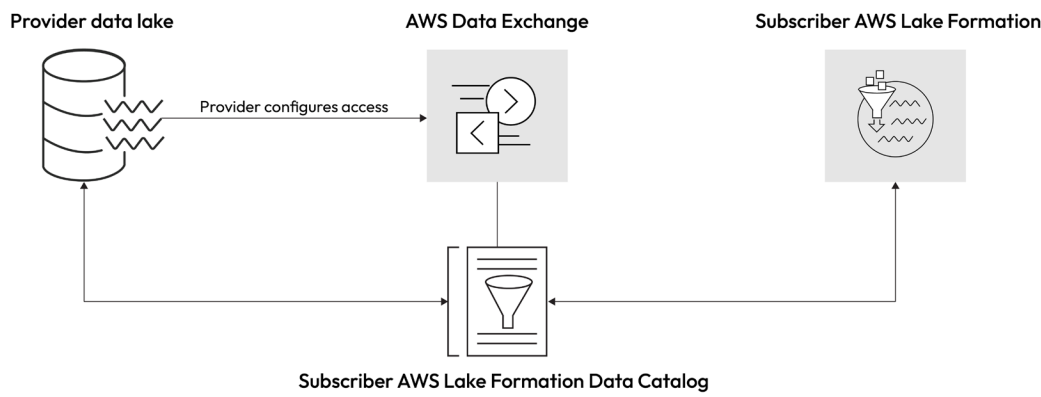 Provider data lake
AWS Data Exchange
Subscriber AWS Lake Formation
Provider configures access
Subscriber AWS Lake Formation Data Catalog